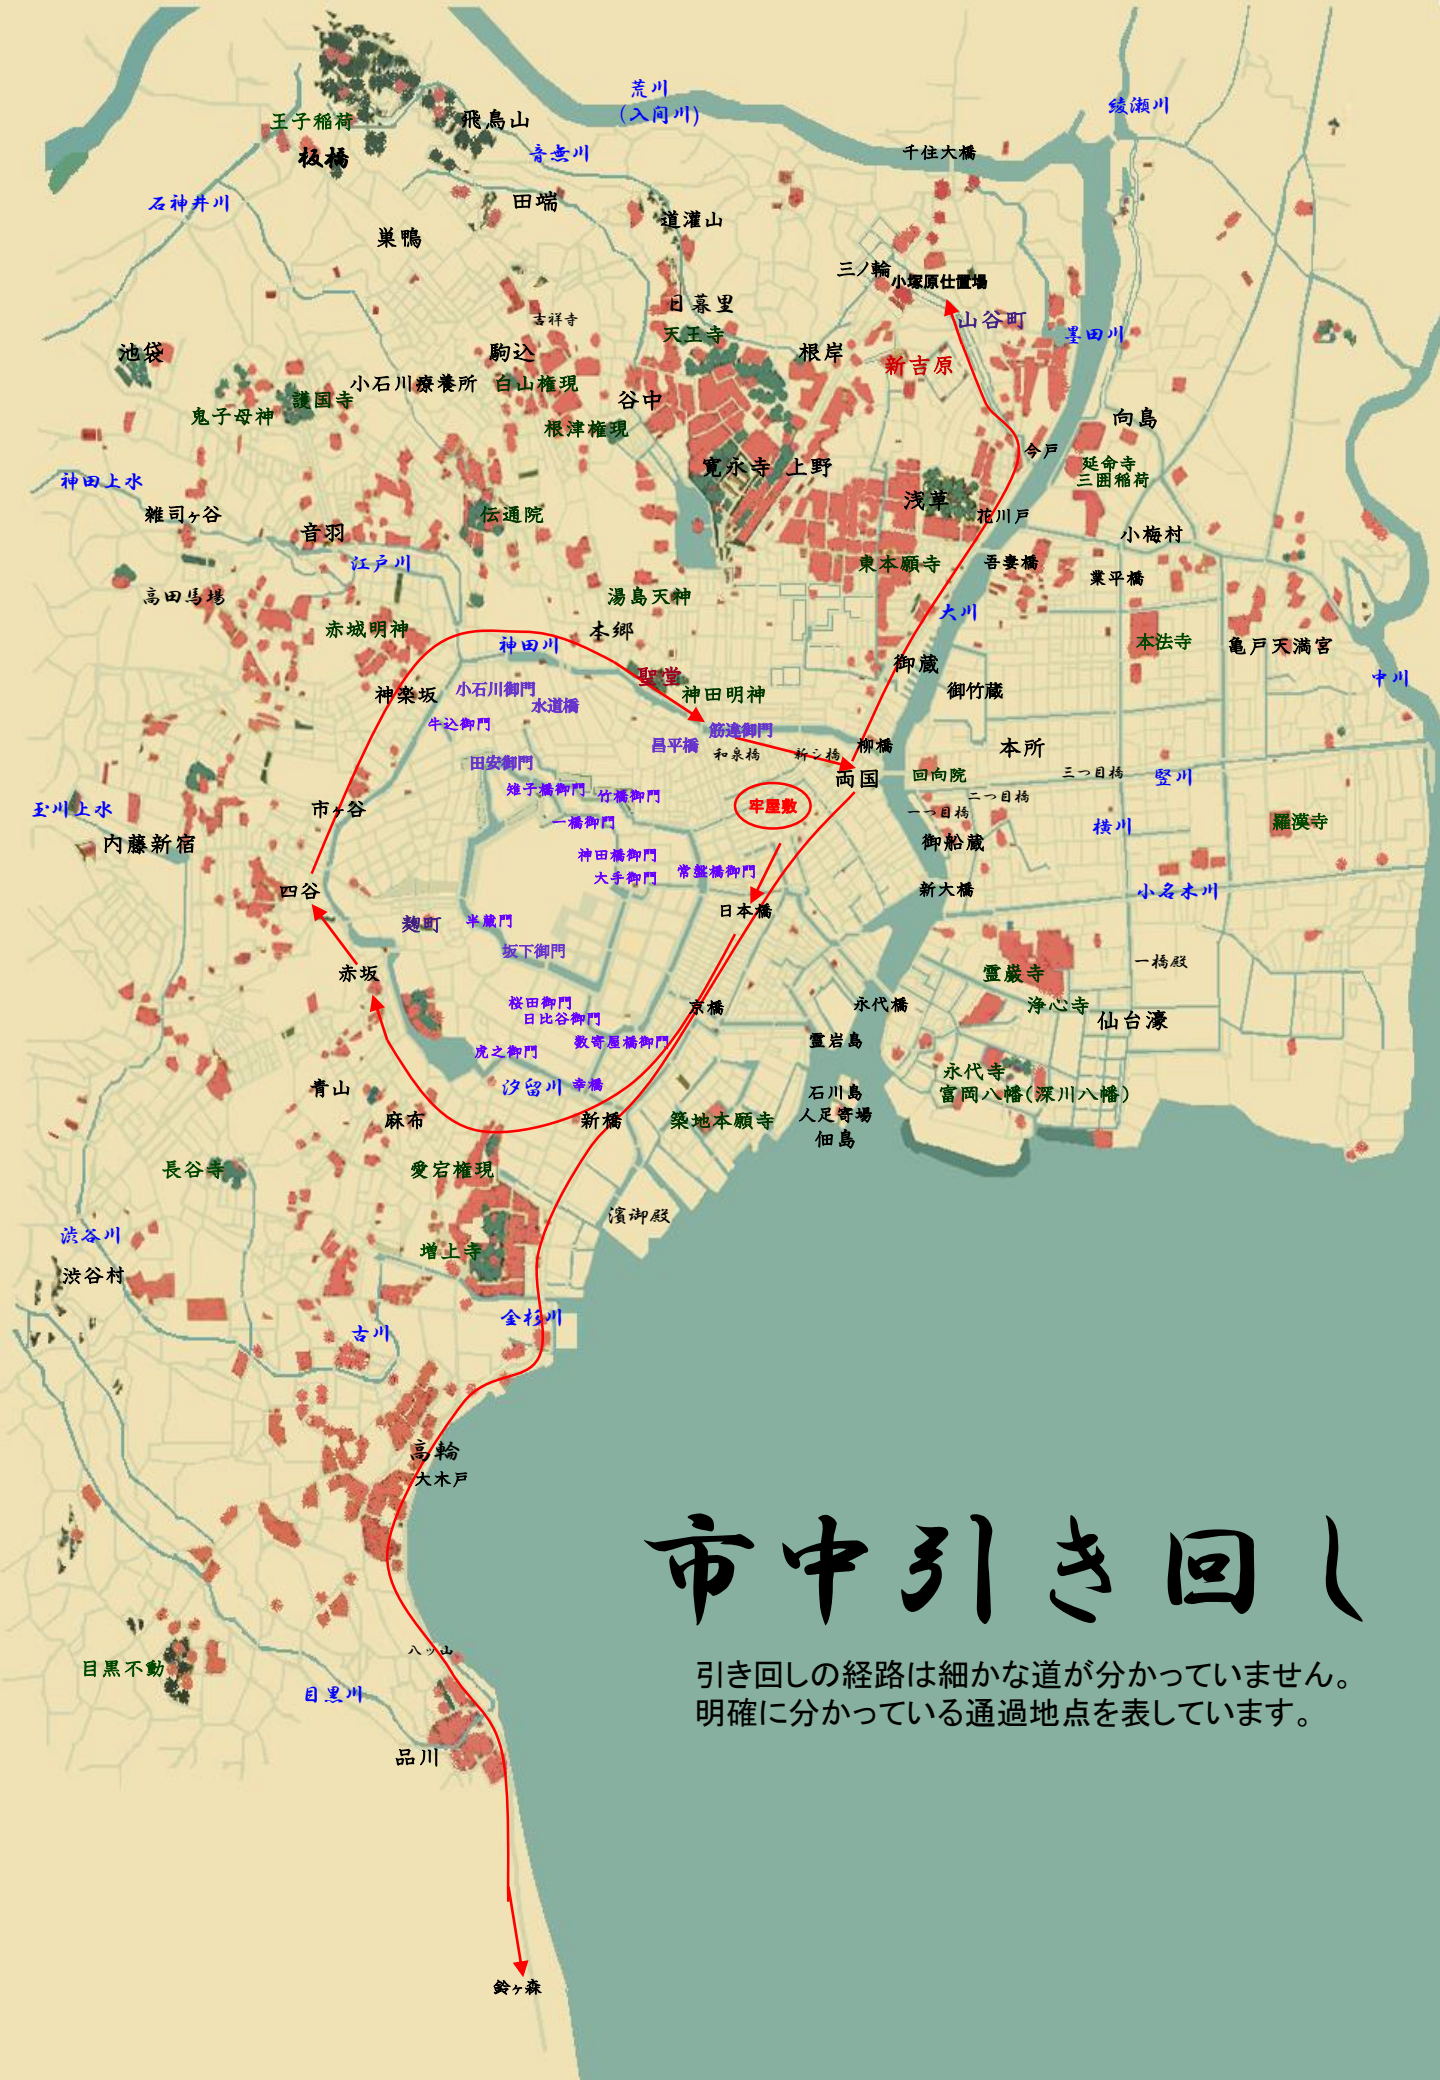 荒川
(入间川)
綾瀬川
王子稲荷
飛鳥山
板橋
音無川
千住大橋
石神井川
田端
道灌山
巣鴨
三ノ輪
小塚原仕置場
日暮里
吉祥寺
山谷町
天王寺
墨田川
池袋
駒込
根岸
新吉原
小石川療養所
白山権現
護国寺
谷中
鬼子母神
根津権現
向島
今戸
延命寺
三囲稲荷
寛永寺
上野
神田上水
浅草
雑司ヶ谷
伝通院
花川戸
音羽
小梅村
江戸川
東本願寺
吾妻橋
業平橋
高田馬場
湯島天神
大川
赤城明神
本郷
神田川
本法寺
亀戸天満宮
御蔵
聖堂
中川
神楽坂
小石川御門
神田明神
御竹蔵
水道橋
牛込御門
筋違御門
昌平橋
柳橋
本所
和泉橋
新シ橋
田安御門
両国
回向院
三つ目橋
竪川
雉子橋御門
竹橋御門
二つ目橋
玉川上水
市ヶ谷
牢屋敷
一つ目橋
一橋御門
横川
羅漢寺
内藤新宿
御船蔵
神田橋御門
常盤橋御門
大手御門
四谷
新大橋
小名木川
日本橋
麹町
半蔵門
坂下御門
一橋殿
赤坂
霊巌寺
桜田御門
京橋
永代橋
浄心寺
日比谷御門
仙台濠
数寄屋橋御門
霊岩島
虎之御門
永代寺
青山
汐留川
幸橋
石川島
富岡八幡(深川八幡)
人足寄場
麻布
新橋
築地本願寺
佃島
長谷寺
愛宕権現
濱御殿
渋谷川
増上寺
渋谷村
金杉川
古川
高輪
大木戸
市中引き回し
八ッ山
目黒不動
引き回しの経路は細かな道が分かっていません。
目黒川
明確に分かっている通過地点を表しています。
品川
鈴ヶ森